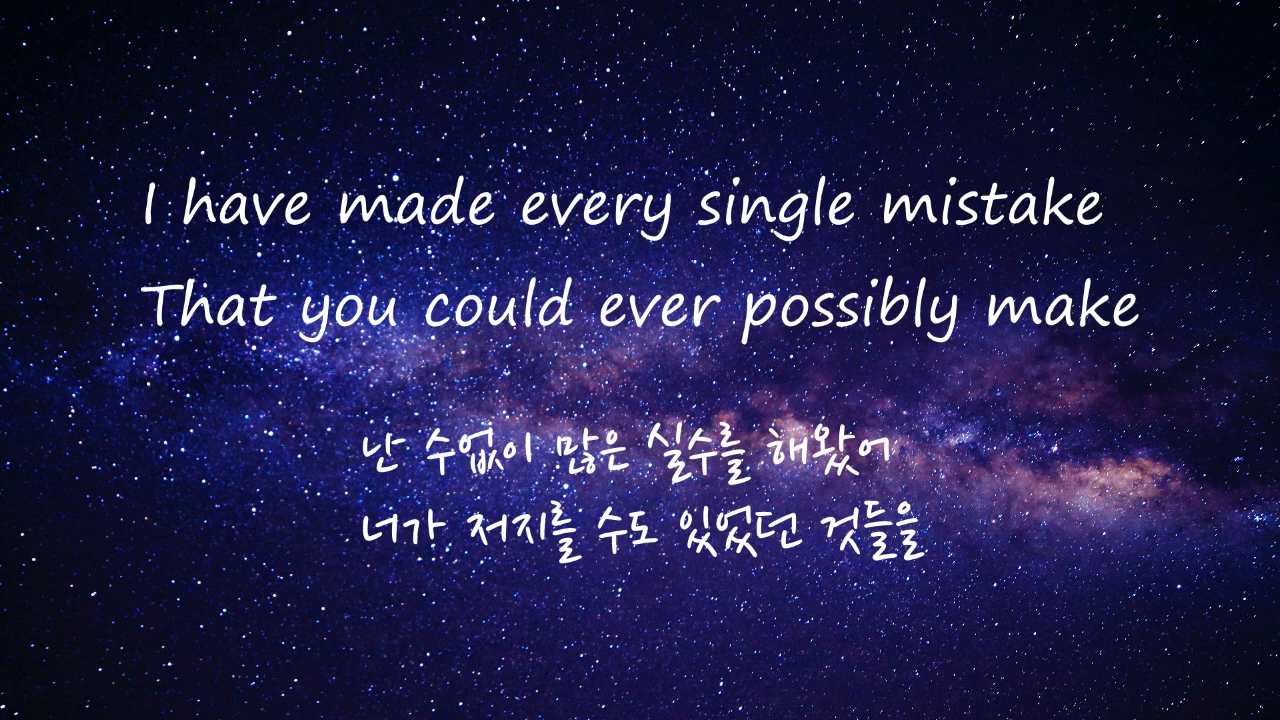 I have made every single mistake
That you could ever possibly make
난 수없이 많은 실수를 해왔어
너가 저지를 수도 있었던 것들을